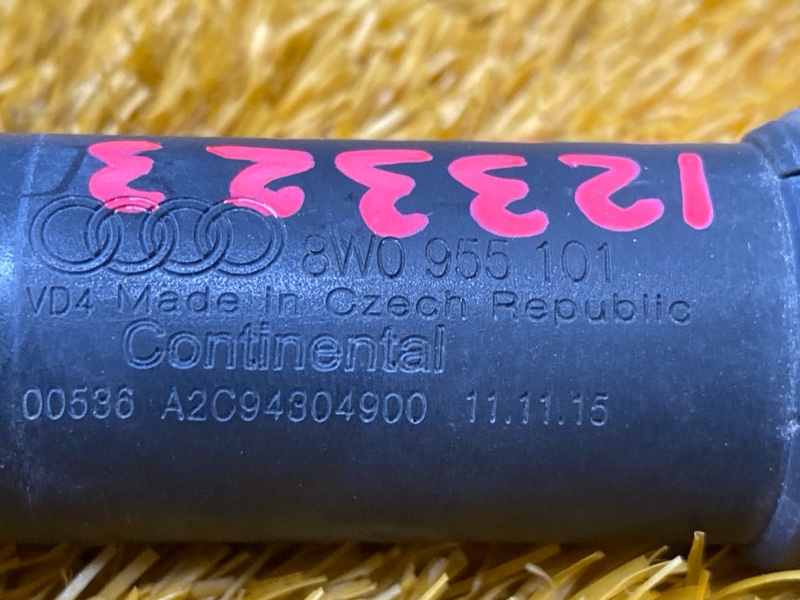 123323
8W0 955 101
VD4 Made in Czech Republic
Continental
00536 A2C94304900 11.11.15